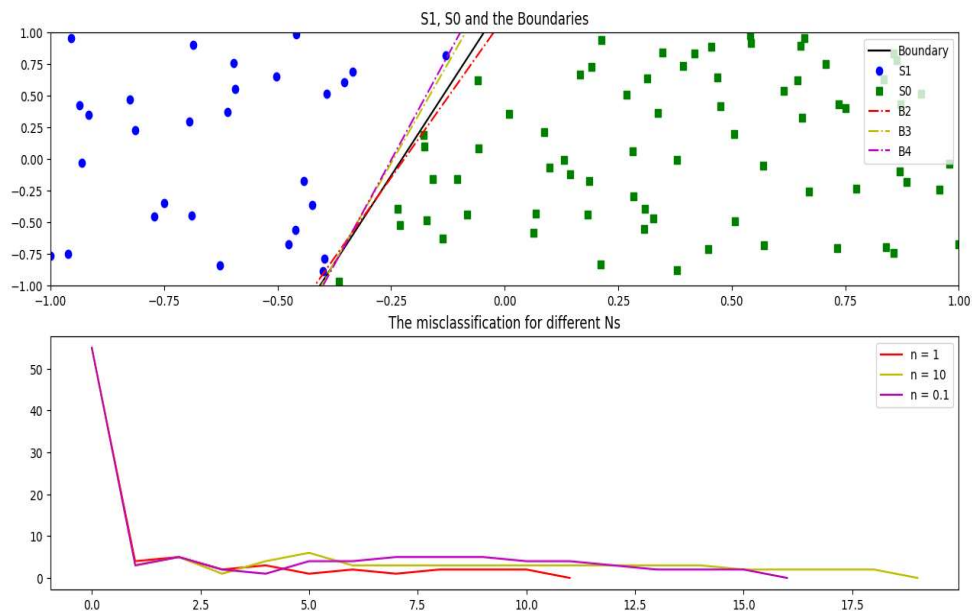 S1, S0 and the Boundaries
1.00
0.75
0.50
0.25
0.00
−0.25
−0.50
−0.75
−1.00
Boundary
S1
S0
B2
B3
B4
−1.00
−0.75
−0.50
−0.25
0.00
0.25
0.50
0.75
1.00
The misclassification for different Ns
50
40
30
20
10
0
n = 1
n = 10
n = 0.1
0.0
2.5
5.0
7.5
10.0
12.5
15.0
17.5